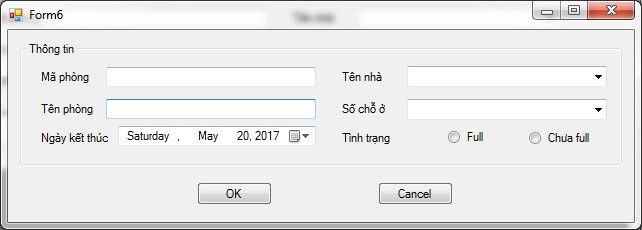 Form6
Thông tin
Mã phòng
Tên nhà
Tên phòng
Số chỗ ở
Ngày kết thúc
Saturday , May 20, 2017
Tình trạng
Full
Chưa full
OK
Cancel